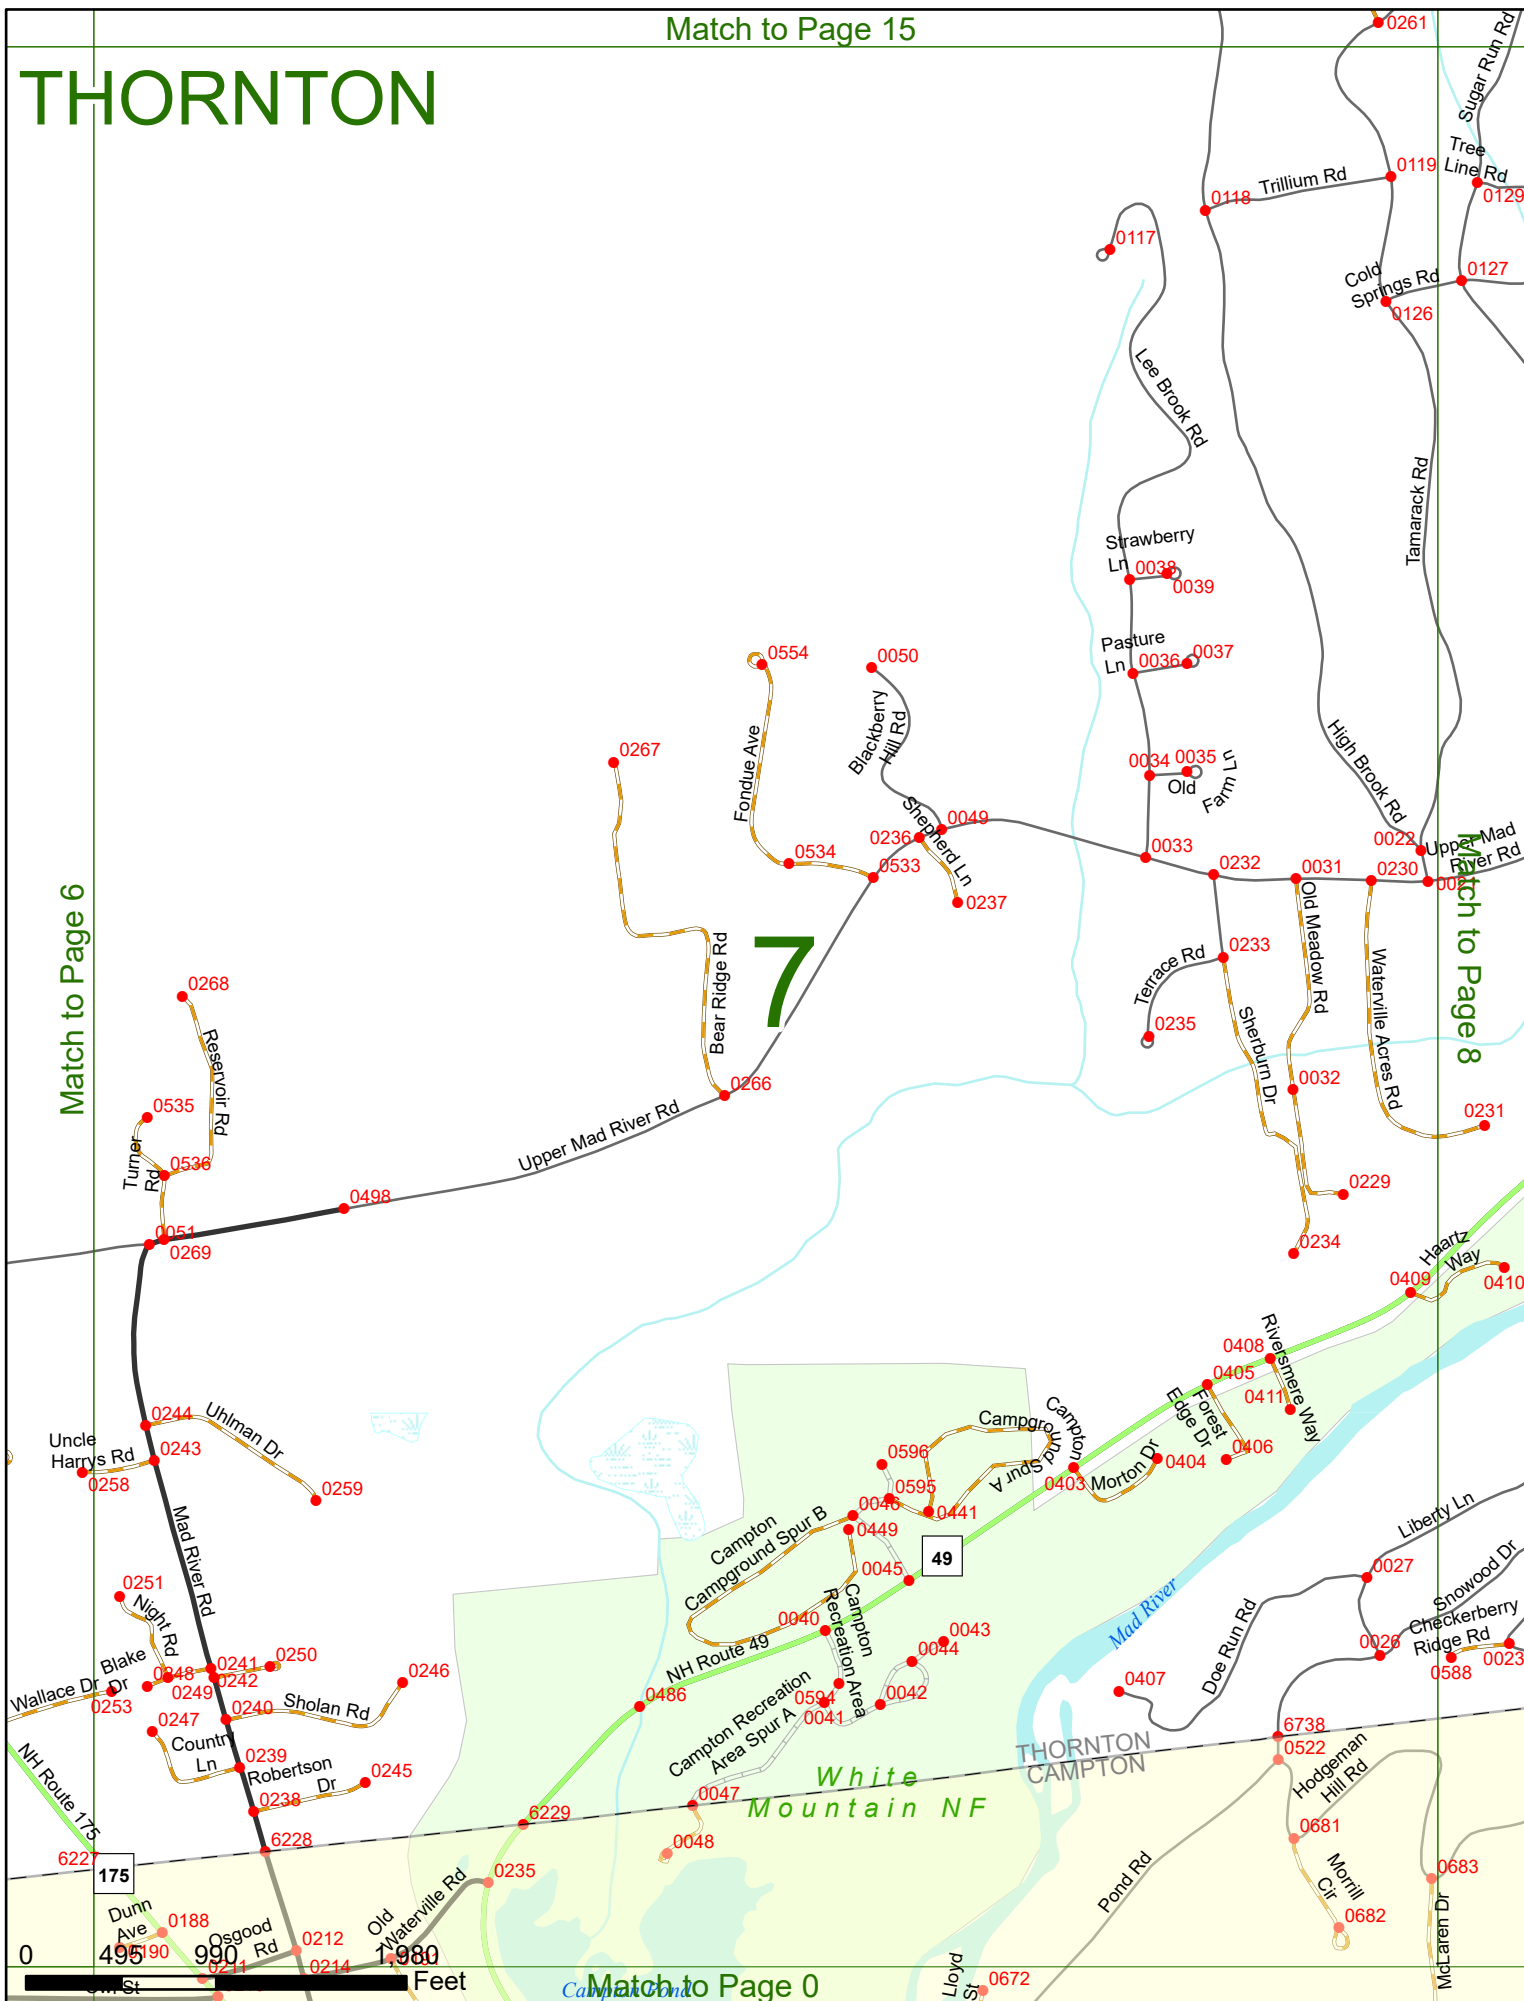 Match to Page 15
THORNTON
0261
Sugar Run Rd
Tree
Line Rd
0119
Trillium Rd
0118
0129
0117
Cold
Springs Rd
0127
0126
Lee Brook Rd
Tamarack Rd
Strawberry
Ln
0038
0039
Pasture
Ln
0036
0037
0554
0050
Blackberry
Hill Rd
Fondue Ave
0267
0034
0035
Old
Farm Ln
High Brook Rd
Shepherd Ln
0049
0236
0534
0533
0237
0033
0232
0031
0022
0230
Upper Mad
River Rd
Match to Page 6
7
Match to Page 8
Bear Ridge Rd
Old Meadow Rd
Waterville Acres Rd
0233
Terrace Rd
0235
Sherburn Dr
0268
Reservoir Rd
0266
0032
0231
0535
Turner
Rd
0536
Upper Mad River Rd
0498
0229
0051
0269
0234
Haartz
Way
0409
0410
0408
0405
Riversmere Way
0411
Forest
Edge Dr
0406
0244
Uhlman Dr
Uncle
Harrys Rd
0243
0258
0259
Campton
Campground Spur A
0596
0595
0441
0403
Morton Dr
0404
0046
0449
Campton
Campground Spur B
0045
49
Mad River Rd
Liberty Ln
0027
Snowood Dr
Checkerberry
Ridge Rd
0026
0588
0023
0251
Night Rd
0040
Campton
Recreation Area
0043
0044
Mad River
Doe Run Rd
0407
NH Route 49
Blake
Dr
0241
0250
0248
0249
0242
Wallace Dr
0253
0246
0240
Sholan Rd
0486
0594
0041
0042
Campton Recreation
Area Spur A
0247
Country
Ln
0239
Robertson
Dr
0245
0238
NH Route 175
THORNTON
CAMPTON
6738
0522
Hodgeman
Hill Rd
White
Mountain NF
0047
6229
6228
6227
175
0048
0681
0235
Old
Waterville Rd
Pond Rd
Morrill
Cir
0683
0682
McLaren Dr
Dunn
Ave
0188
0190
Osgood
Rd
0212
0211
0214
0 495 990 1,980
Feet
Lloyd
St
0672
Campton Pond
Match to Page 0